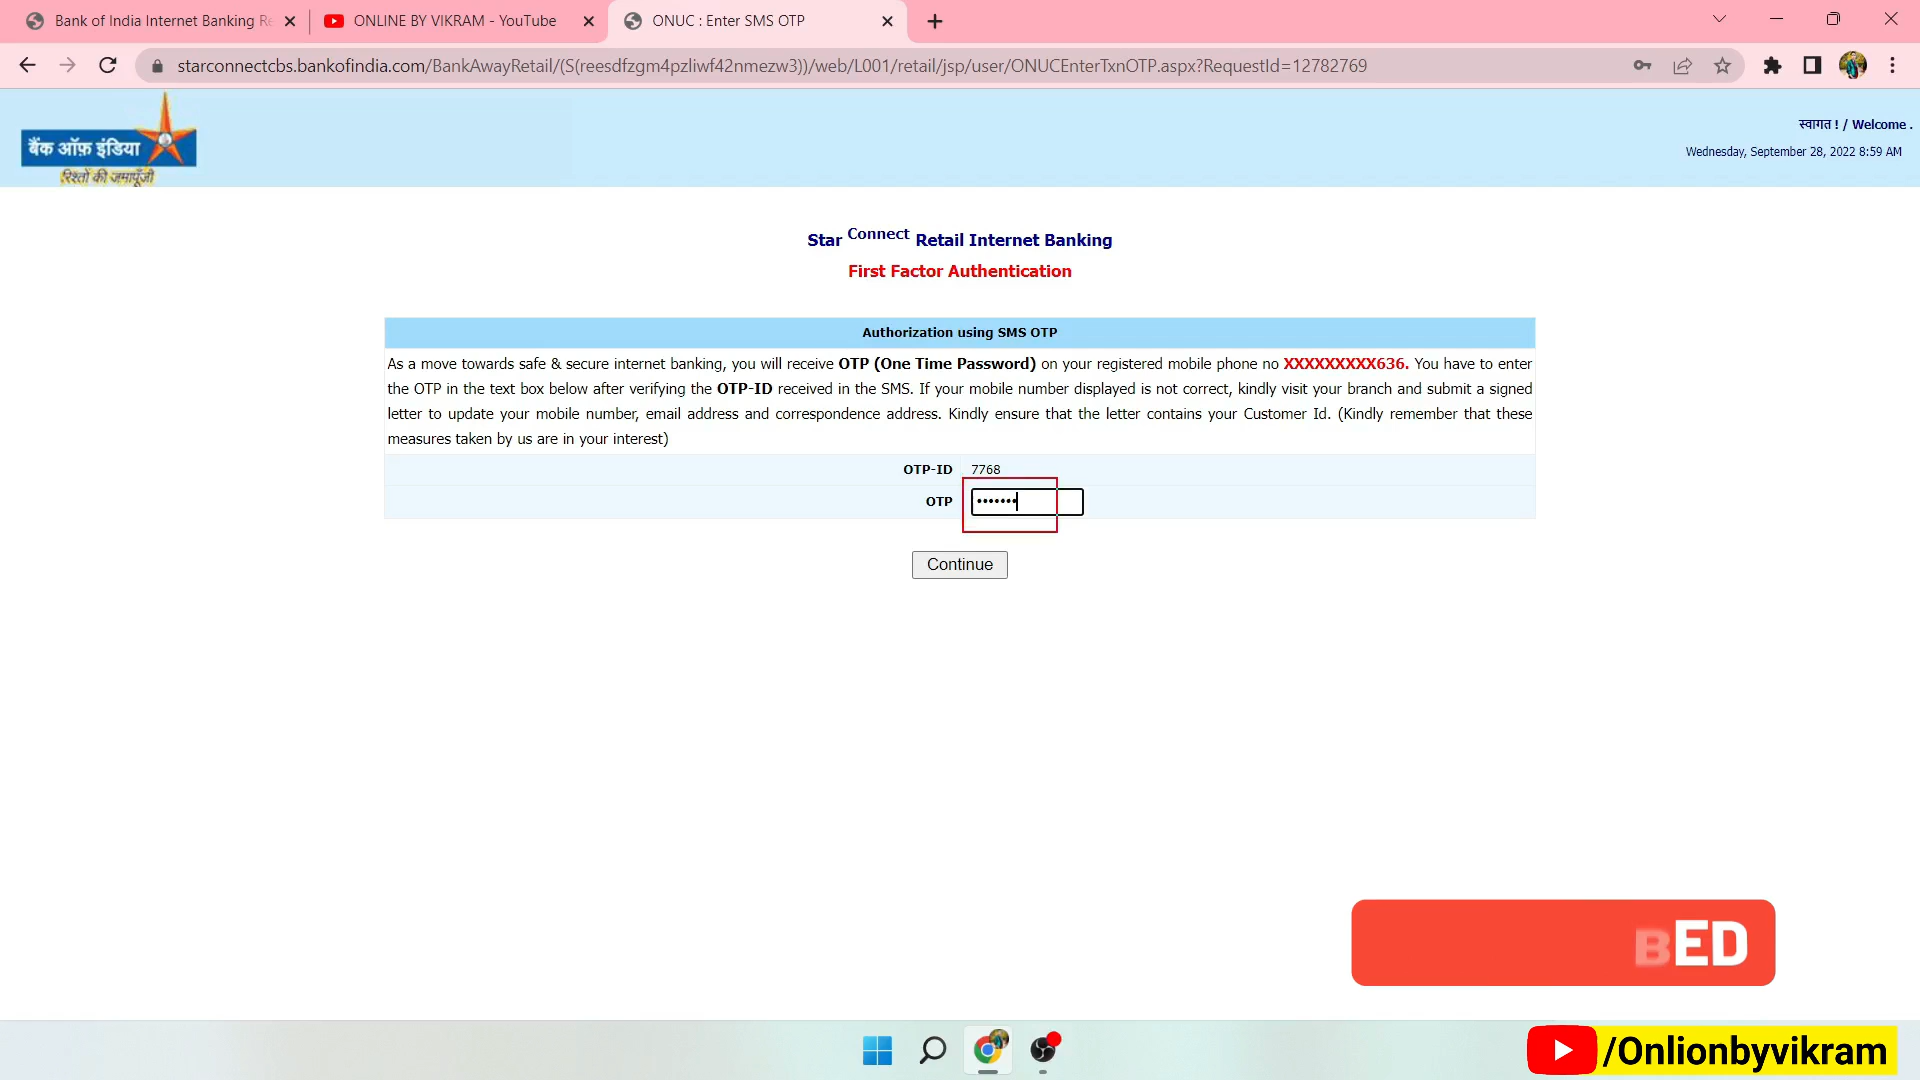 Bank of India Internet Banking Re
ONLINE BY VIKRAM - YouTube
ONUC : Enter SMS OTP
starconnectcbs.bankofindia.com/BankAwayRetail/(S(reesdfzgm4pzliwf42nmezw3))/web/L001/retail/jsp/user/ONUCEnterTxnOTP.aspx?RequestId=12782769
बैंक ऑफ़ इंडिया
रिश्तों की जमापूँजी
स्वागत ! / Welcome .
Wednesday, September 28, 2022 8:59 AM
Star Connect Retail Internet Banking
First Factor Authentication
Authorization using SMS OTP
As a move towards safe & secure internet banking, you will receive OTP (One Time Password) on your registered mobile phone no XXXXXXXXX636. You have to enter
the OTP in the text box below after verifying the OTP-ID received in the SMS. If your mobile number displayed is not correct, kindly visit your branch and submit a signed
letter to update your mobile number, email address and correspondence address. Kindly ensure that the letter contains your Customer Id. (Kindly remember that these
measures taken by us are in your interest)
OTP-ID 7768
OTP •••••••
Continue
BED
/Onlionbyvikram